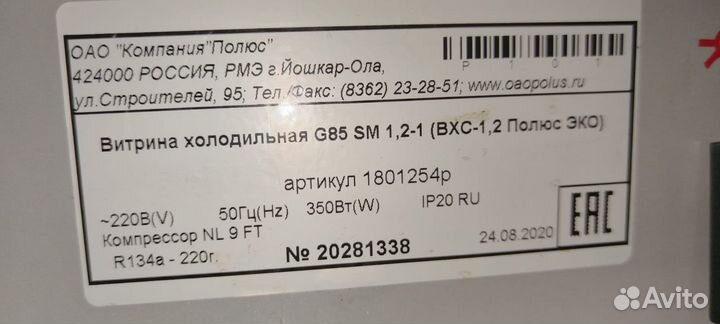 ОАО "Компания"Полюс"
424000 РОССИЯ, РМЭ г.Йошкар-Ола,
ул.Строителей, 95; Тел./Факс: (8362) 23-28-51; www.oaopolus.ru
P 1 0 1
Витрина холодильная G85 SM 1,2-1 (ВХС-1,2 Полюс ЭКО)
артикул 1801254р
~220В(V) 50Гц(Hz) 350Вт(W) IP20 RU
Компрессор NL 9 FT
R134a - 220г.
№ 20281338
24.08.2020
EAC
Avito